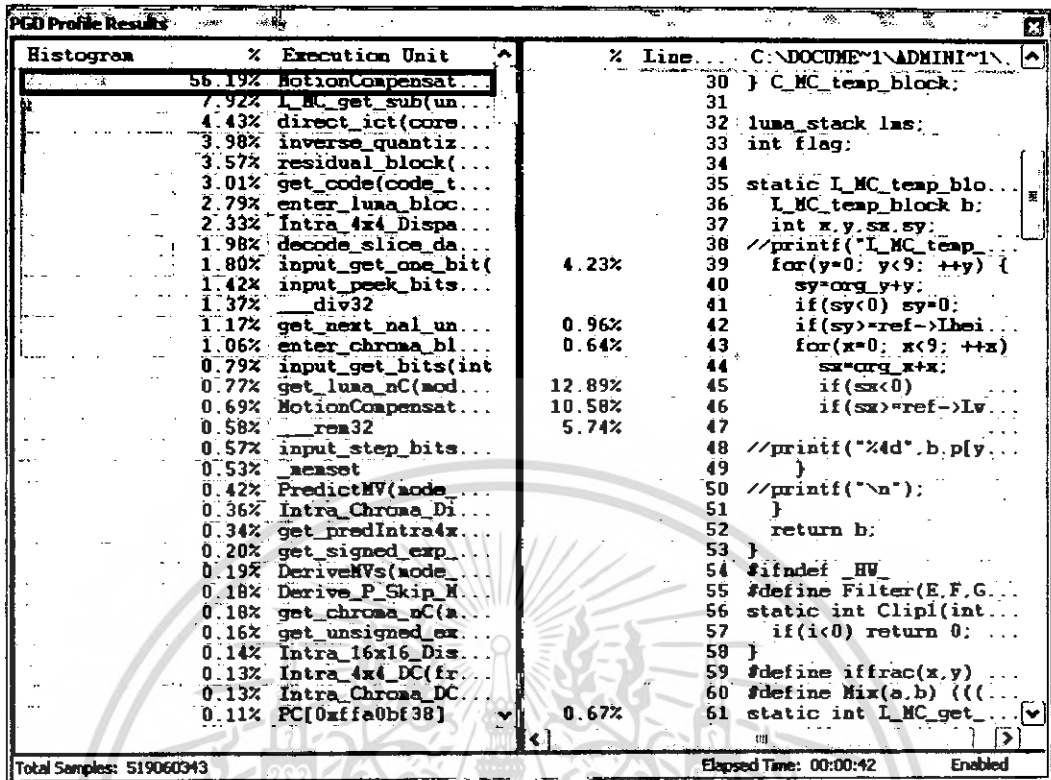 PGO Profile Results
Histogram % Execution Unit
56.19% MotionCompensat...
7.92% L_MC_get_sub(un...
4.43% direct_ict(core...
3.98% inverse_quantiz...
3.57% residual_block(...
3.01% get_code(code_t...
2.79% enter_luma_bloc...
2.33% Intra_4x4_Dispa...
1.98% decode_slice_da...
1.80% input_get_one_bit(
1.42% input_peek_bits...
1.37% ___div32
1.17% get_next_nal_un...
1.06% enter_chroma_bl...
0.79% input_get_bits(int
0.77% get_luma_nC(mod...
0.69% MotionCompensat...
0.58% ___rem32
0.57% input_step_bits...
0.53% _memset
0.42% PredictMV(mode_...
0.36% Intra_Chroma_Di...
0.34% get_predIntra4x...
0.20% get_signed_exp_...
0.19% DeriveMVs(mode_...
0.18% Derive_P_Skip_M...
0.18% get_chroma_nC(m...
0.16% get_unsigned_ex...
0.14% Intra_16x16_Dis...
0.13% Intra_4x4_DC(fr...
0.13% Intra_Chroma_DC...
0.11% PC[0xffa0bf38]
% Line... C:\DOCUME~1\ADMINI~1\.
30 } C_MC_temp_block;
31
32 luma_stack lms;
33 int flag;
34
35 static L_MC_temp_blo...
36 L_MC_temp_block b;
37 int x,y,sx,sy;
38 //printf("L_MC_temp_...
4.23% 39 for(y=0; y<9; ++y) {
40 sy=org_y+y;
41 if(sy<0) sy=0;
0.96% 42 if(sy>=ref->Lhei...
0.64% 43 for(x=0; x<9; ++x)
44 sx=org_x+x;
12.89% 45 if(sx<0) ...
10.58% 46 if(sx>=ref->Lw...
5.74% 47 ...
48 //printf("%4d",b.p[y...
49 }
50 //printf("\n");
51 }
52 return b;
53 }
54 #ifndef _HW_
55 #define Filter(E,F,G...
56 static int Clip1(int...
57 if(i<0) return 0; ...
58 }
59 #define iffrac(x,y) ...
60 #define Mix(a,b) (((...
0.67% 61 static int L_MC_get_...
Total Samples: 519060343 Elapsed Time: 00:00:42 Enabled